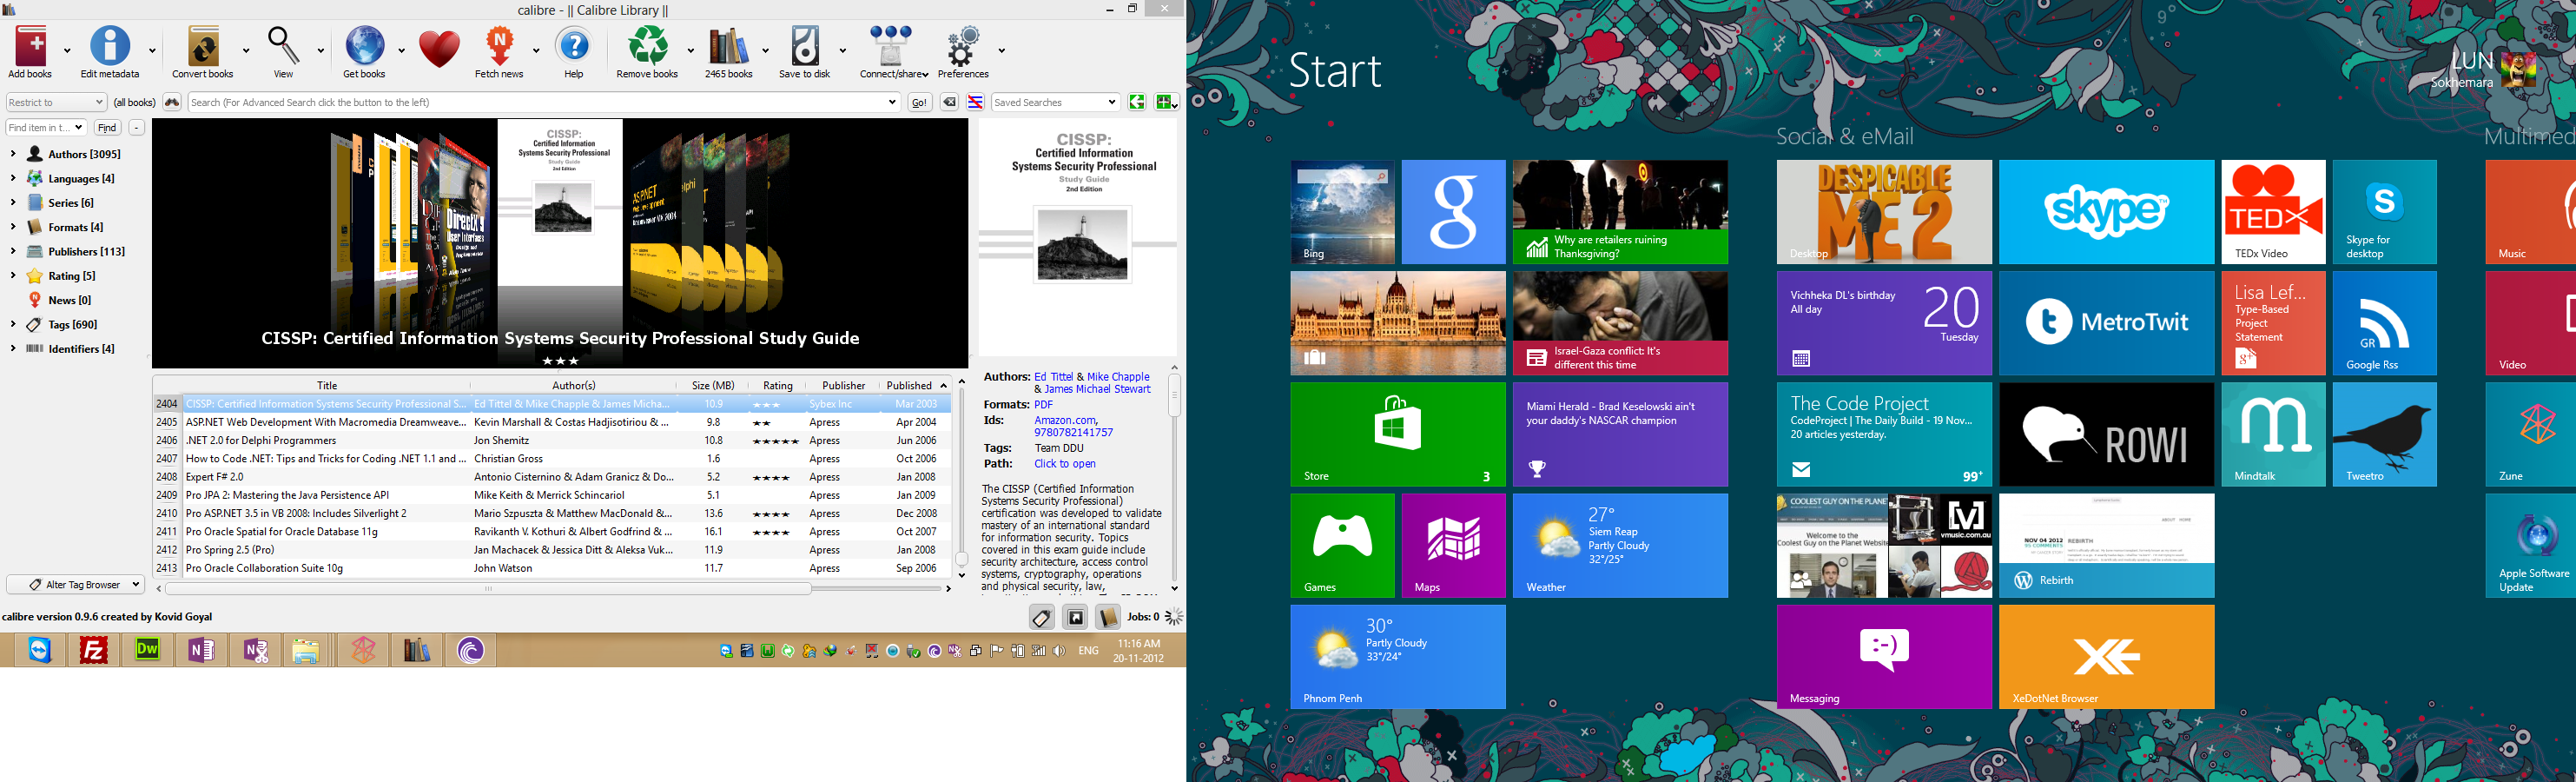 calibre - || Calibre Library ||
Add books
Edit metadata
Convert books
View
Get books
Fetch news
Help
Remove books
2465 books
Save to disk
Connect/share
Preferences
Restrict to
(all books)
Search (For Advanced Search click the button to the left)
Go!
Saved Searches
Find item in t...
Find
-
Authors [3095]
Languages [4]
Series [6]
Formats [4]
Publishers [113]
Rating [5]
News [0]
Tags [690]
Identifiers [4]
Alter Tag Browser
CISSP:
Certified Information
Systems Security Professional
Study Guide
2nd Edition
DirectX 9
User Interfaces
ASP.NET
CISSP: Certified Information Systems Security Professional Study Guide
★★★
CISSP:
Certified Information
Systems Security Professional
Study Guide
2nd Edition
Title Author(s) Size (MB) Rating Publisher Published
2404 CISSP: Certified Information Systems Security Professional S... Ed Tittel & Mike Chapple & James Micha... 10.9 ★★★ Sybex Inc Mar 2003
2405 ASP.NET Web Development With Macromedia Dreamweave... Kevin Marshall & Costas Hadjisotiriou & ... 9.8 ★★ Apress Apr 2004
2406 .NET 2.0 for Delphi Programmers Jon Shemitz 10.8 ★★★★★ Apress Jun 2006
2407 How to Code .NET: Tips and Tricks for Coding .NET 1.1 and ... Christian Gross 1.6 Apress Oct 2006
2408 Expert F# 2.0 Antonio Cisternino & Adam Granicz & Do... 5.2 ★★★★ Apress Jan 2008
2409 Pro JPA 2: Mastering the Java Persistence API Mike Keith & Merrick Schincariol 5.1 Apress Jan 2009
2410 Pro ASP.NET 3.5 in VB 2008: Includes Silverlight 2 Mario Szpuszta & Matthew MacDonald &... 13.6 ★★★★ Apress Dec 2008
2411 Pro Oracle Spatial for Oracle Database 11g Ravikanth V. Kothuri & Albert Godfrind & ... 16.1 ★★★★ Apress Oct 2007
2412 Pro Spring 2.5 (Pro) Jan Machacek & Jessica Ditt & Aleksa Vuk... 11.9 Apress Jan 2008
2413 Pro Oracle Collaboration Suite 10g John Watson 11.7 Apress Sep 2006
Authors: Ed Tittel & Mike Chapple
& James Michael Stewart
Formats: PDF
Ids: Amazon.com,
9780782141757
Tags: Team DDU
Path: Click to open
The CISSP (Certified Information
Systems Security Professional)
certification was developed to validate
mastery of an international standard
for information security. Topics
covered in this exam guide include
security architecture, access control
systems, cryptography, operations
and physical security, law,
calibre version 0.9.6 created by Kovid Goyal
Jobs: 0
Fz
Dw
N
N
ENG
11:16 AM
20-11-2012
Start
9°
LUN
Sokhemara
Bing
g
Why are retailers ruining
Thanksgiving?
Israel-Gaza conflict: It's
different this time
Store
3
Miami Herald - Brad Keselowski ain't
your daddy's NASCAR champion
Games
Maps
27°
Siem Reap
Partly Cloudy
32°/25°
Weather
30°
Partly Cloudy
33°/24°
Phnom Penh
Social & eMail
DESPICABLE
ME 2
Desktop
skype
TM
TEDx
TEDx Video
S
Skype for
desktop
Vichheka DL's birthday
All day
20
Tuesday
t
MetroTwit
Lisa Lef...
Type-Based
Project
Statement
g+
GR
Google Rss
The Code Project
CodeProject | The Daily Build - 19 Nov...
20 articles yesterday.
99+
ROWI
m
Mindtalk
Tweetro
COOLEST GUY ON THE PLANET
Welcome to the
Coolest Guy on the Planet Website
[v]
vmusic.com.au
NOV 04 2012
REBIRTH
ABOUT HOME
Rebirth
:-)
Messaging
XeDotNet Browser
Multimed
Music
Video
Zune
Apple Software
Update